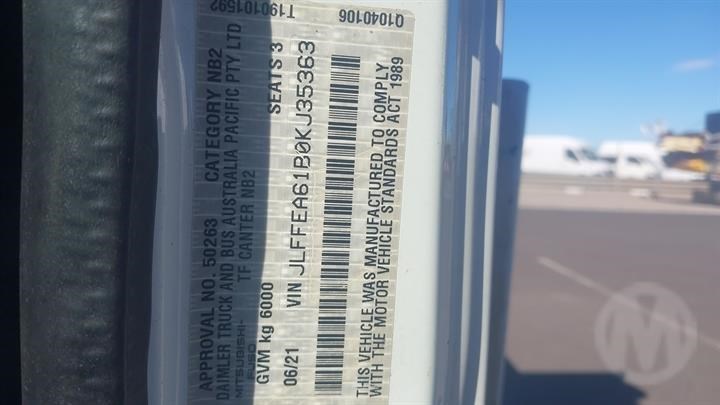 APPROVAL NO. 50263 CATEGORY NB2
DAIMLER TRUCK AND BUS AUSTRALIA PACIFIC PTY LTD
MITSUBISHI- TF CANTER NB2
FUSO
GVM kg 6000 SEATS 3
06/21 VIN JLFFEA61B0KJ35363
THIS VEHICLE WAS MANUFACTURED TO COMPLY
WITH THE MOTOR VEHICLE STANDARDS ACT 1989
T190101592
Q1040106
M